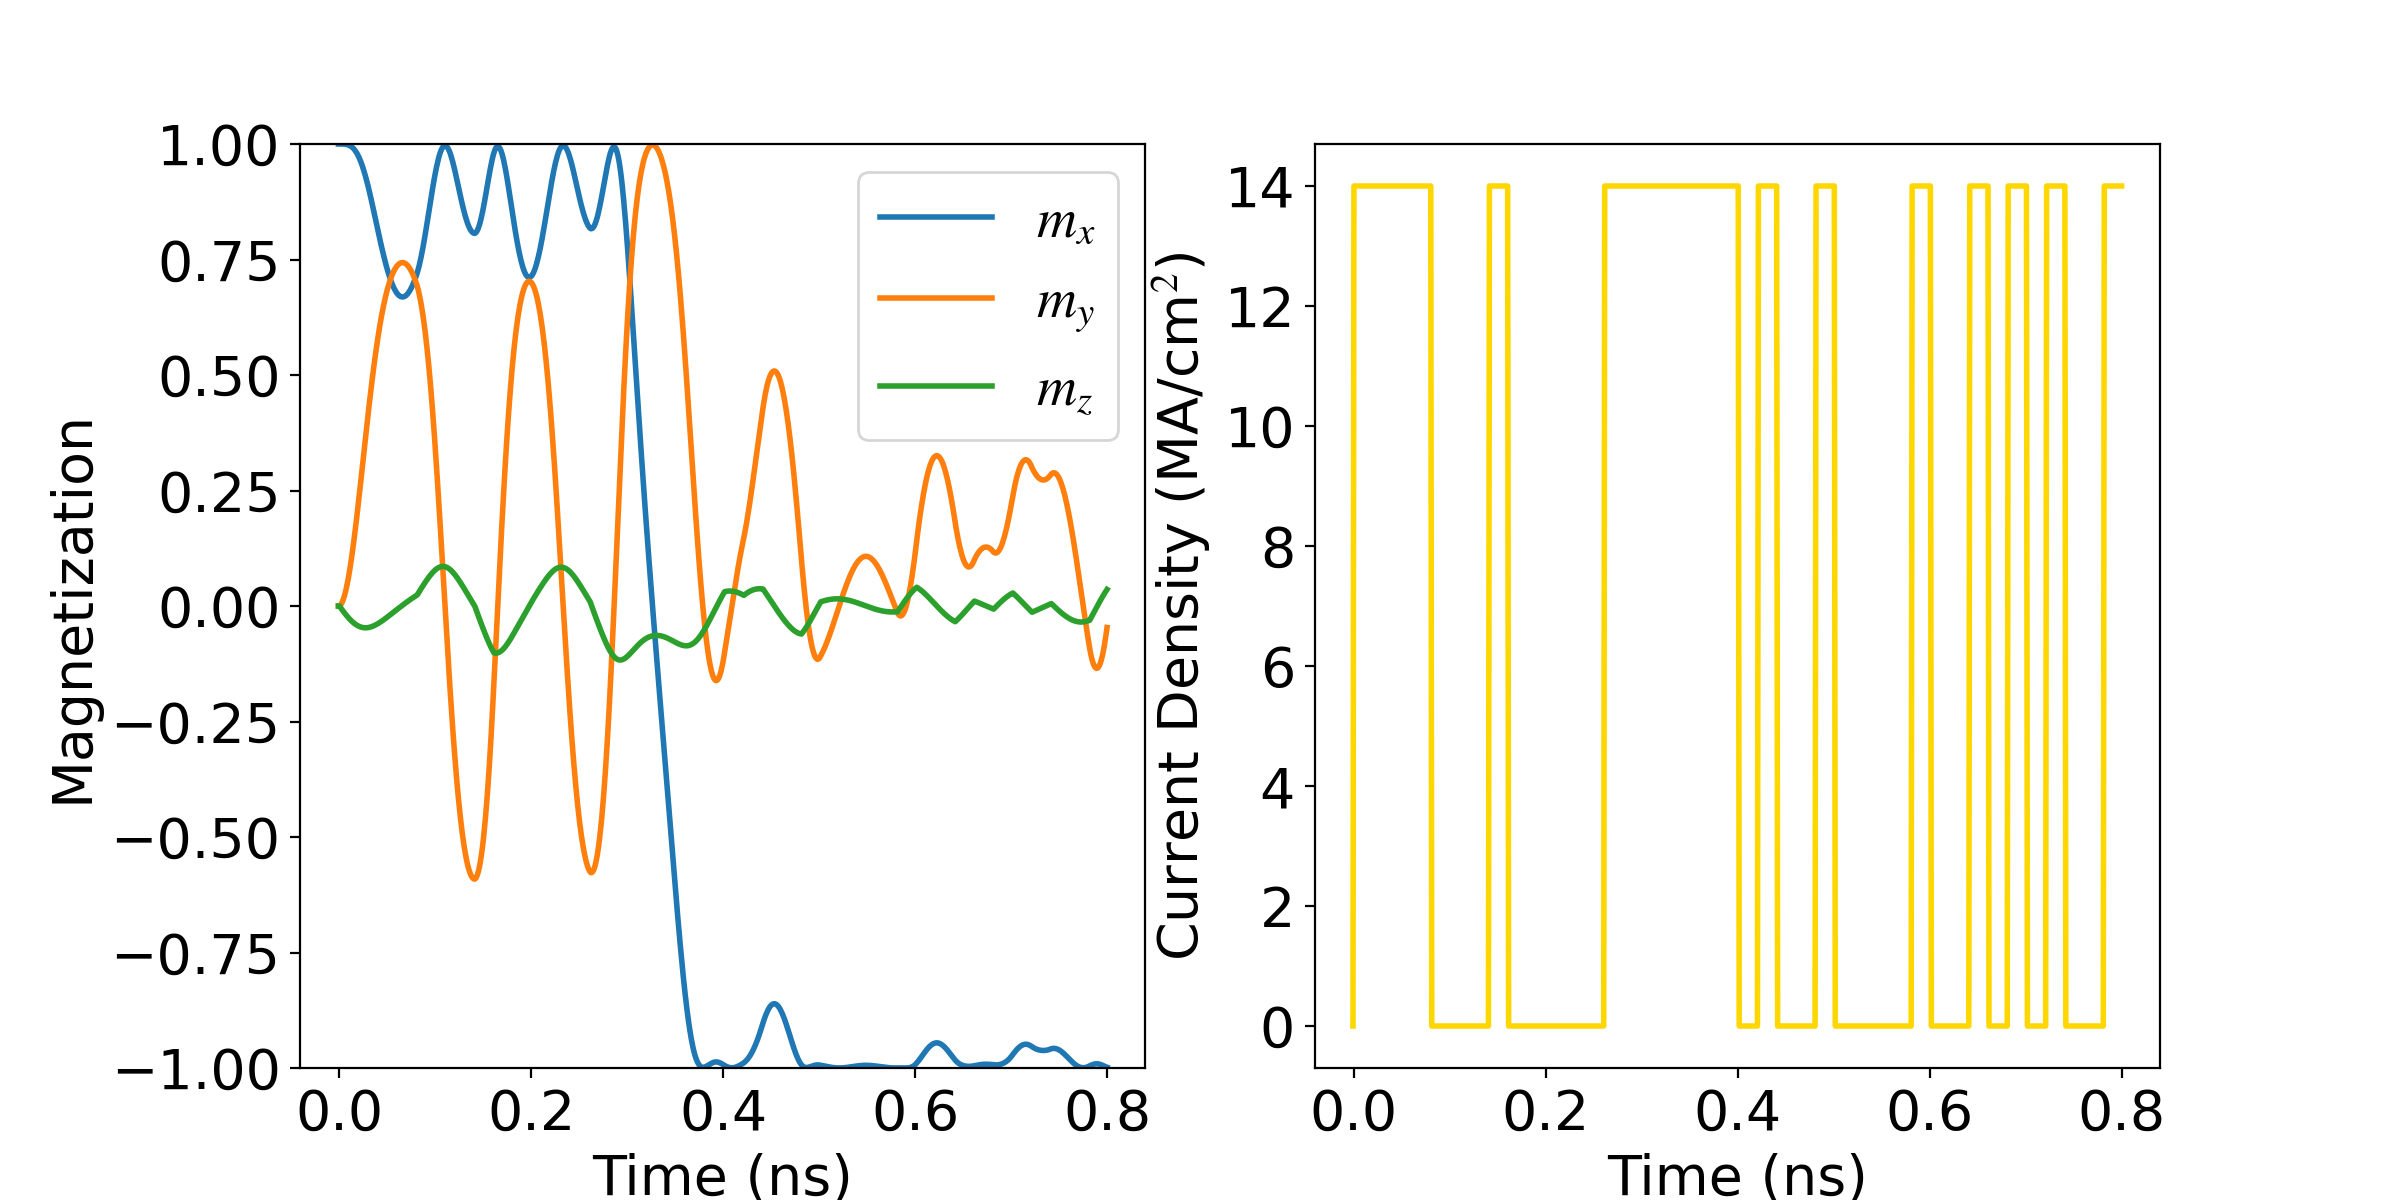 Magnetization
1.00
0.75
0.50
0.25
0.00
−0.25
−0.50
−0.75
−1.00
0.0 0.2 0.4 0.6 0.8
Time (ns)
m_x
m_y
m_z
Current Density (MA/cm²)
14
12
10
8
6
4
2
0
0.0 0.2 0.4 0.6 0.8
Time (ns)